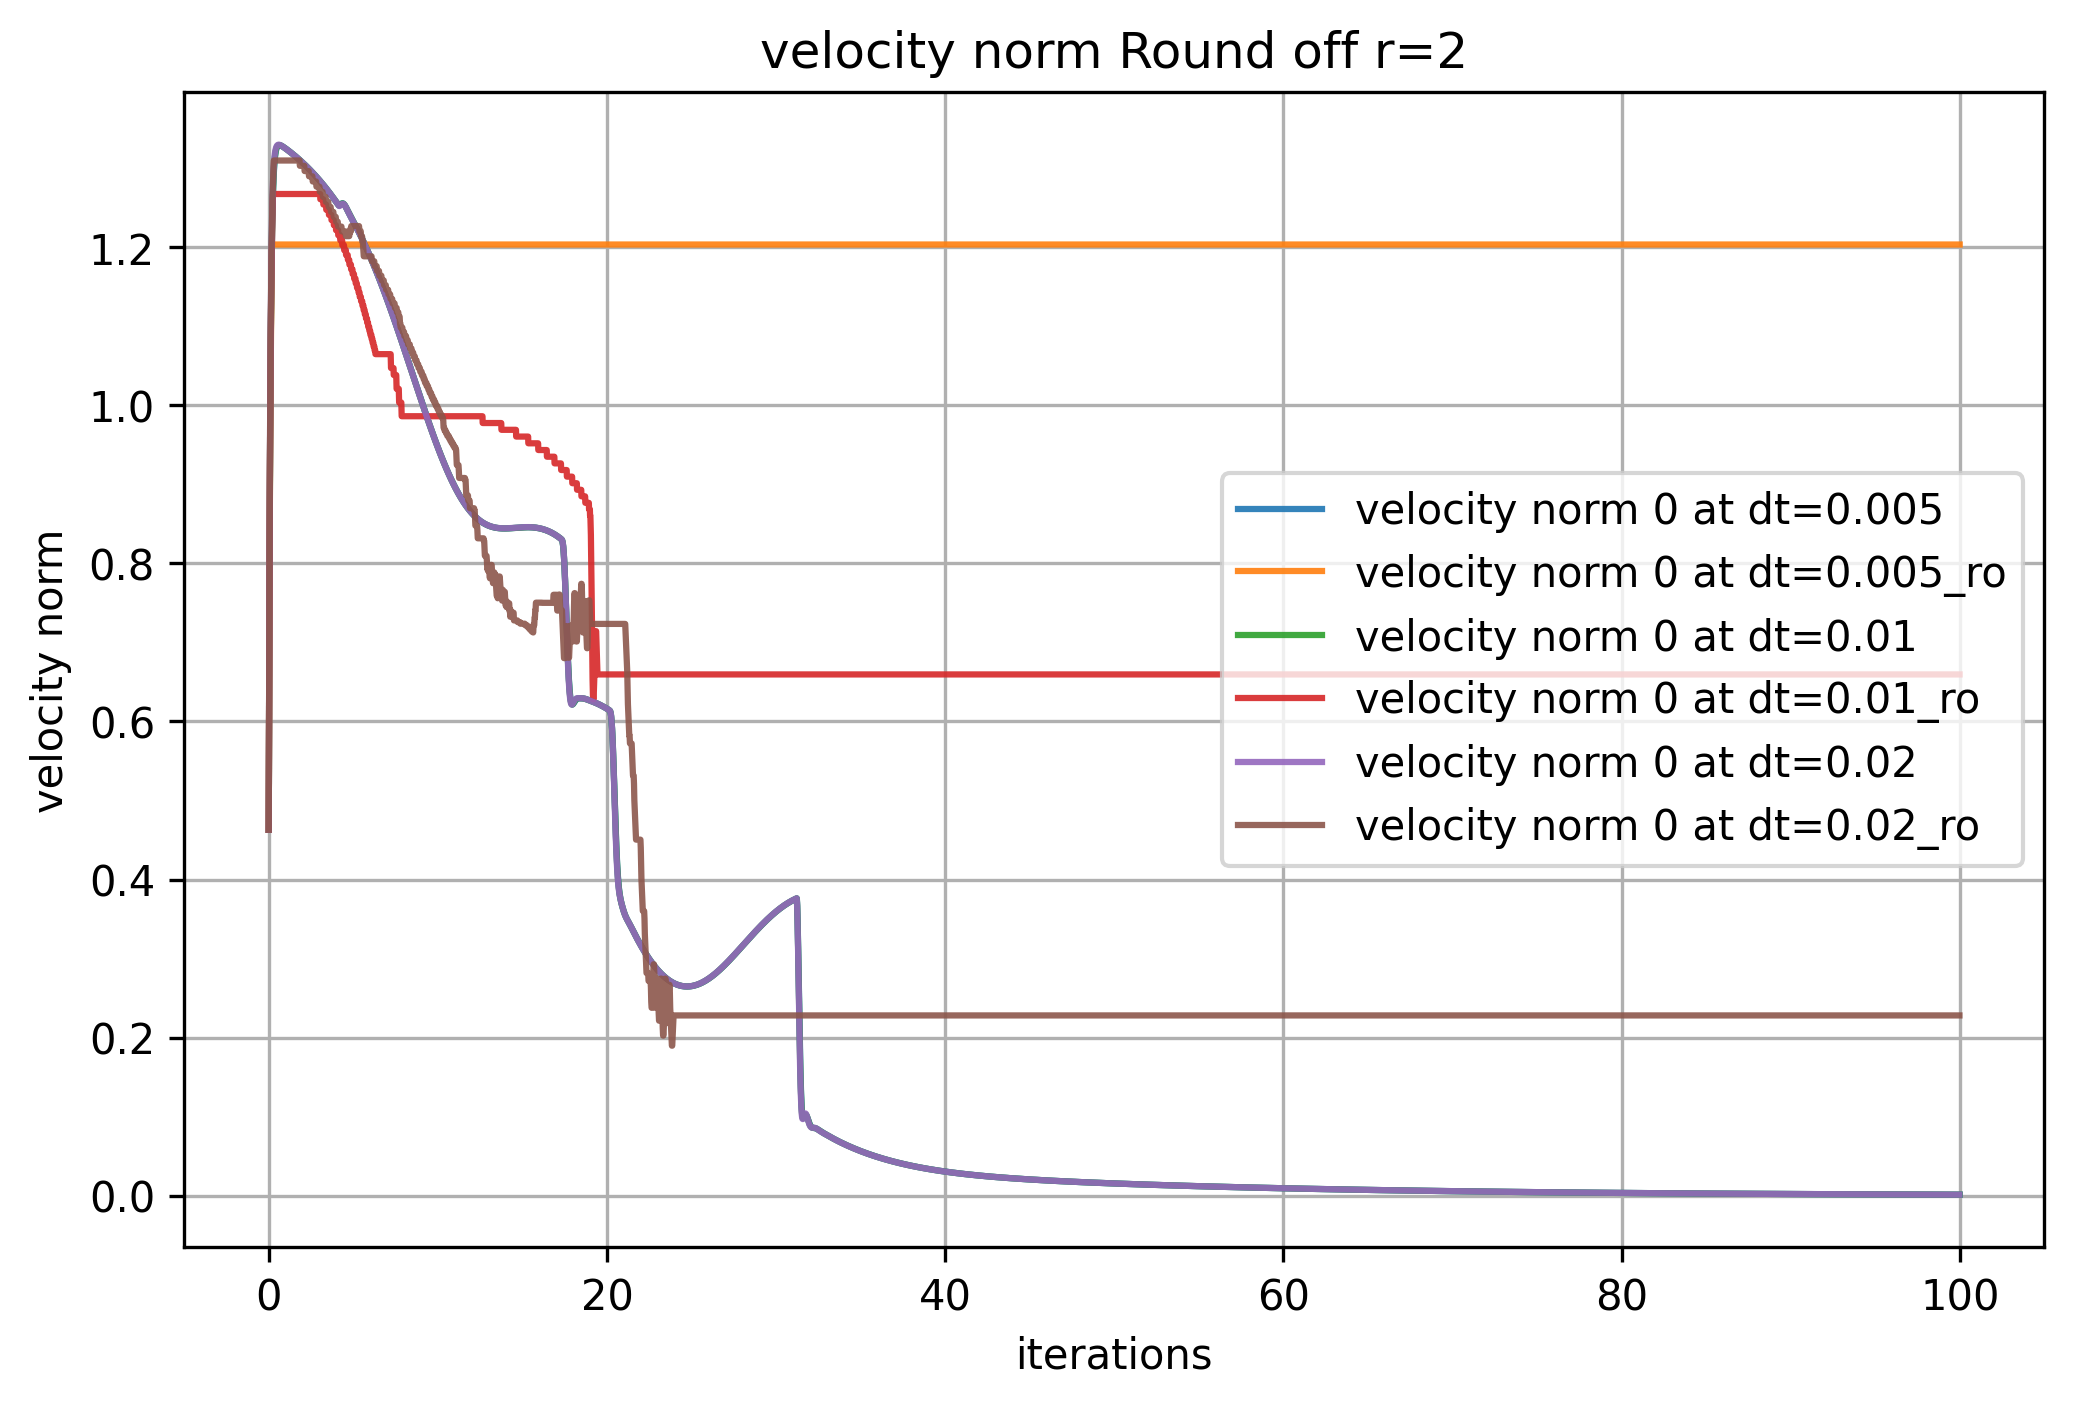 velocity norm Round off r=2
velocity norm
1.2
1.0
0.8
0.6
0.4
0.2
0.0
velocity norm 0 at dt=0.005
velocity norm 0 at dt=0.005_ro
velocity norm 0 at dt=0.01
velocity norm 0 at dt=0.01_ro
velocity norm 0 at dt=0.02
velocity norm 0 at dt=0.02_ro
0 20 40 60 80 100
iterations